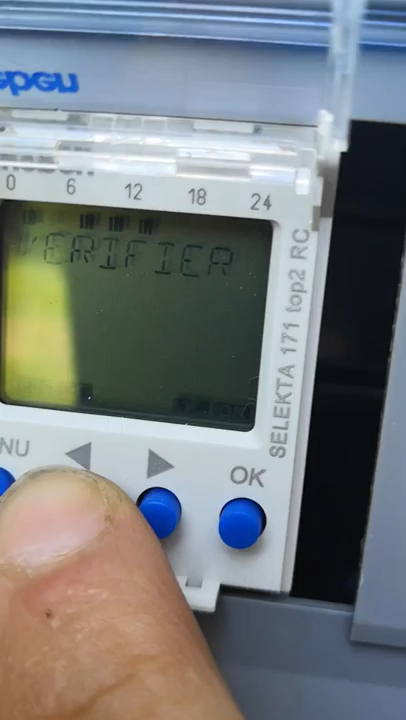 0 6 12 18 24
VERIFIER
SELEKTA 171 top2 RC
NU
OK